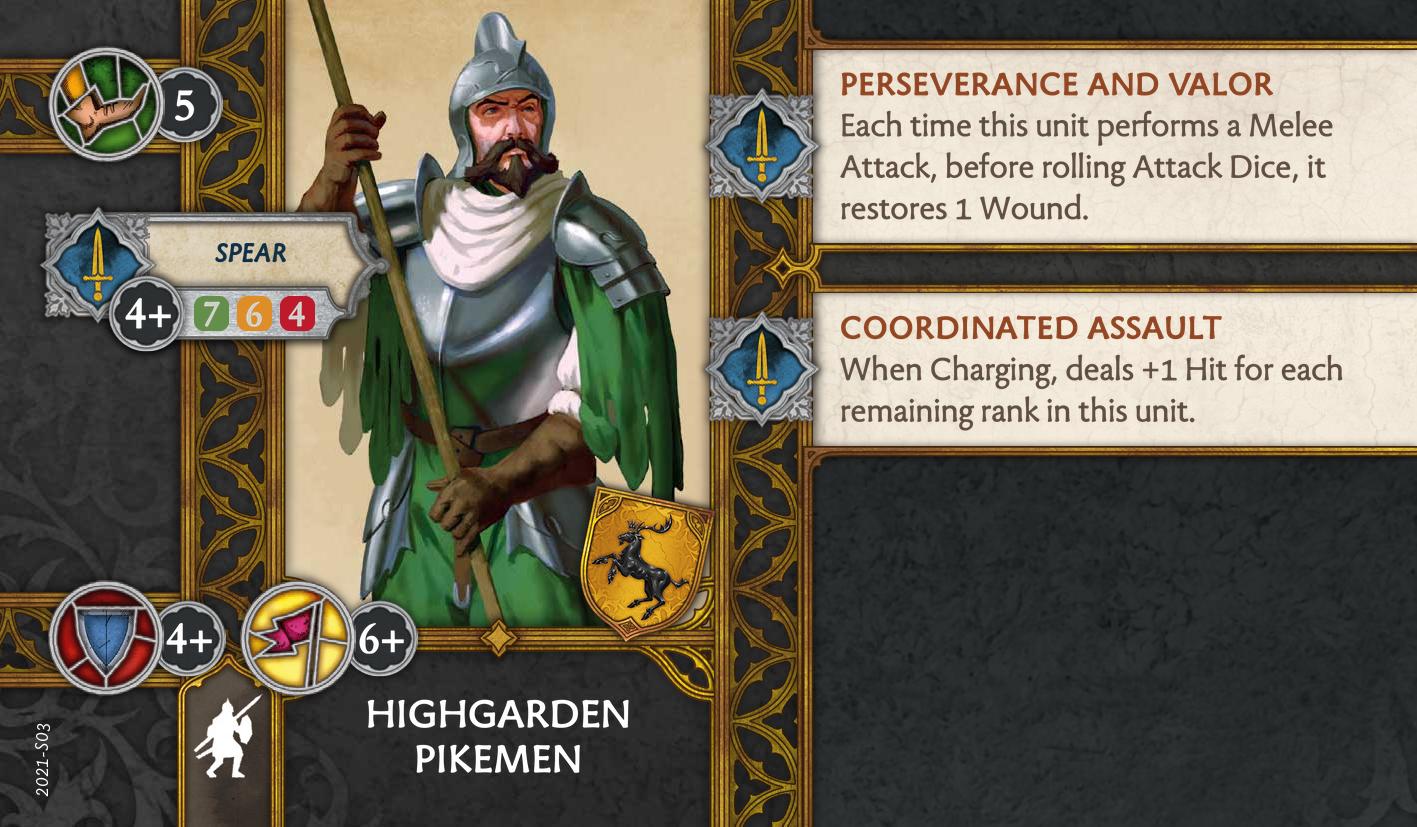 5
SPEAR
4+ 7 6 4
4+ 6+
HIGHGARDEN
PIKEMEN
2021-S03
PERSEVERANCE AND VALOR
Each time this unit performs a Melee
Attack, before rolling Attack Dice, it
restores 1 Wound.
COORDINATED ASSAULT
When Charging, deals +1 Hit for each
remaining rank in this unit.